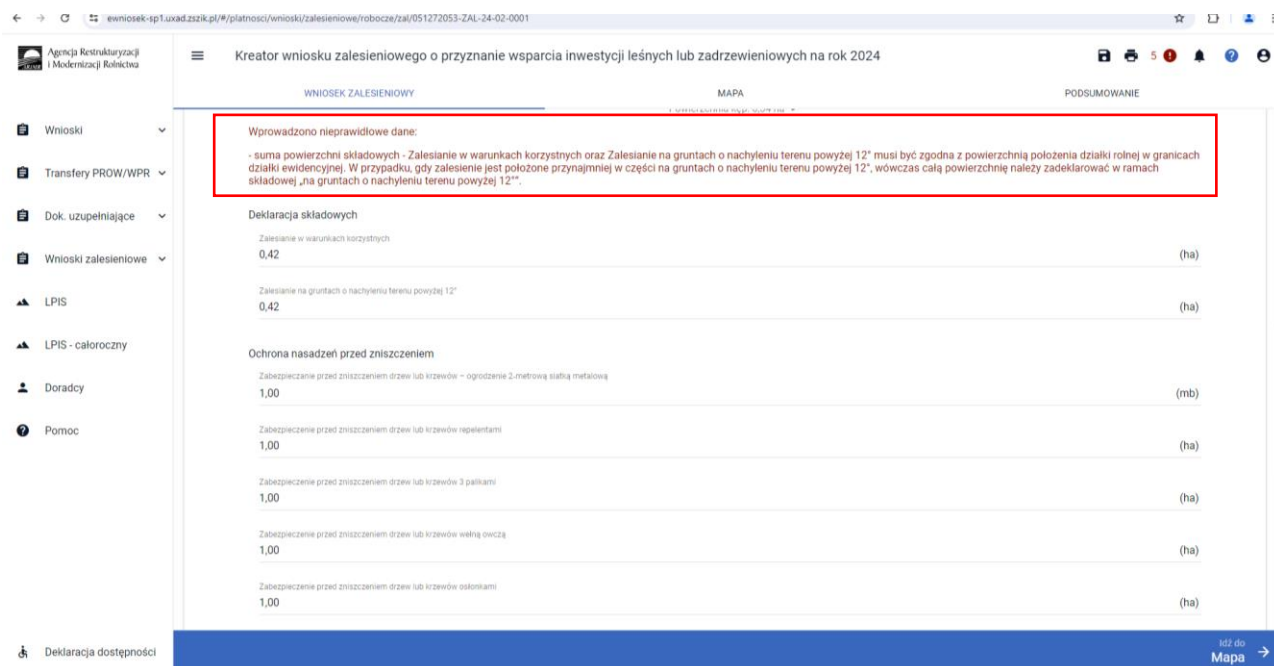 ewniosek-sp1.uxad.zszik.pl/#/platnosci/wnioski/zalesieniowe/robocze/zal/051272053-ZAL-24-02-0001
Agencja Restrukturyzacji
i Modernizacji Rolnictwa
Kreator wniosku zalesieniowego o przyznanie wsparcia inwestycji leśnych lub zadrzewieniowych na rok 2024
5
WNIOSEK ZALESIENIOWY
MAPA
PODSUMOWANIE
Wnioski
Transfery PROW/WPR
Dok. uzupełniające
Wnioski zalesieniowe
LPIS
LPIS - całoroczny
Doradcy
Pomoc
Deklaracja dostępności
Wprowadzono nieprawidłowe dane:
- suma powierzchni składowych - Zalesianie w warunkach korzystnych oraz Zalesianie na gruntach o nachyleniu terenu powyżej 12° musi być zgodna z powierzchnią położenia działki rolnej w granicach
działki ewidencyjnej. W przypadku, gdy zalesienie jest położone przynajmniej w części na gruntach o nachyleniu terenu powyżej 12°, wówczas całą powierzchnię należy zadeklarować w ramach
składowej „na gruntach o nachyleniu terenu powyżej 12°”.
Deklaracja składowych
Zalesianie w warunkach korzystnych
0,42 (ha)
Zalesianie na gruntach o nachyleniu terenu powyżej 12°
0,42 (ha)
Ochrona nasadzeń przed zniszczeniem
Zabezpieczanie przed zniszczeniem drzew lub krzewów – ogrodzenie 2-metrową siatką metalową
1,00 (mb)
Zabezpieczenie przed zniszczeniem drzew lub krzewów repelentami
1,00 (ha)
Zabezpieczenie przed zniszczeniem drzew lub krzewów 3 palikami
1,00 (ha)
Zabezpieczenie przed zniszczeniem drzew lub krzewów wełną owczą
1,00 (ha)
Zabezpieczenie przed zniszczeniem drzew lub krzewów osłonkami
1,00 (ha)
Idź do
Mapa